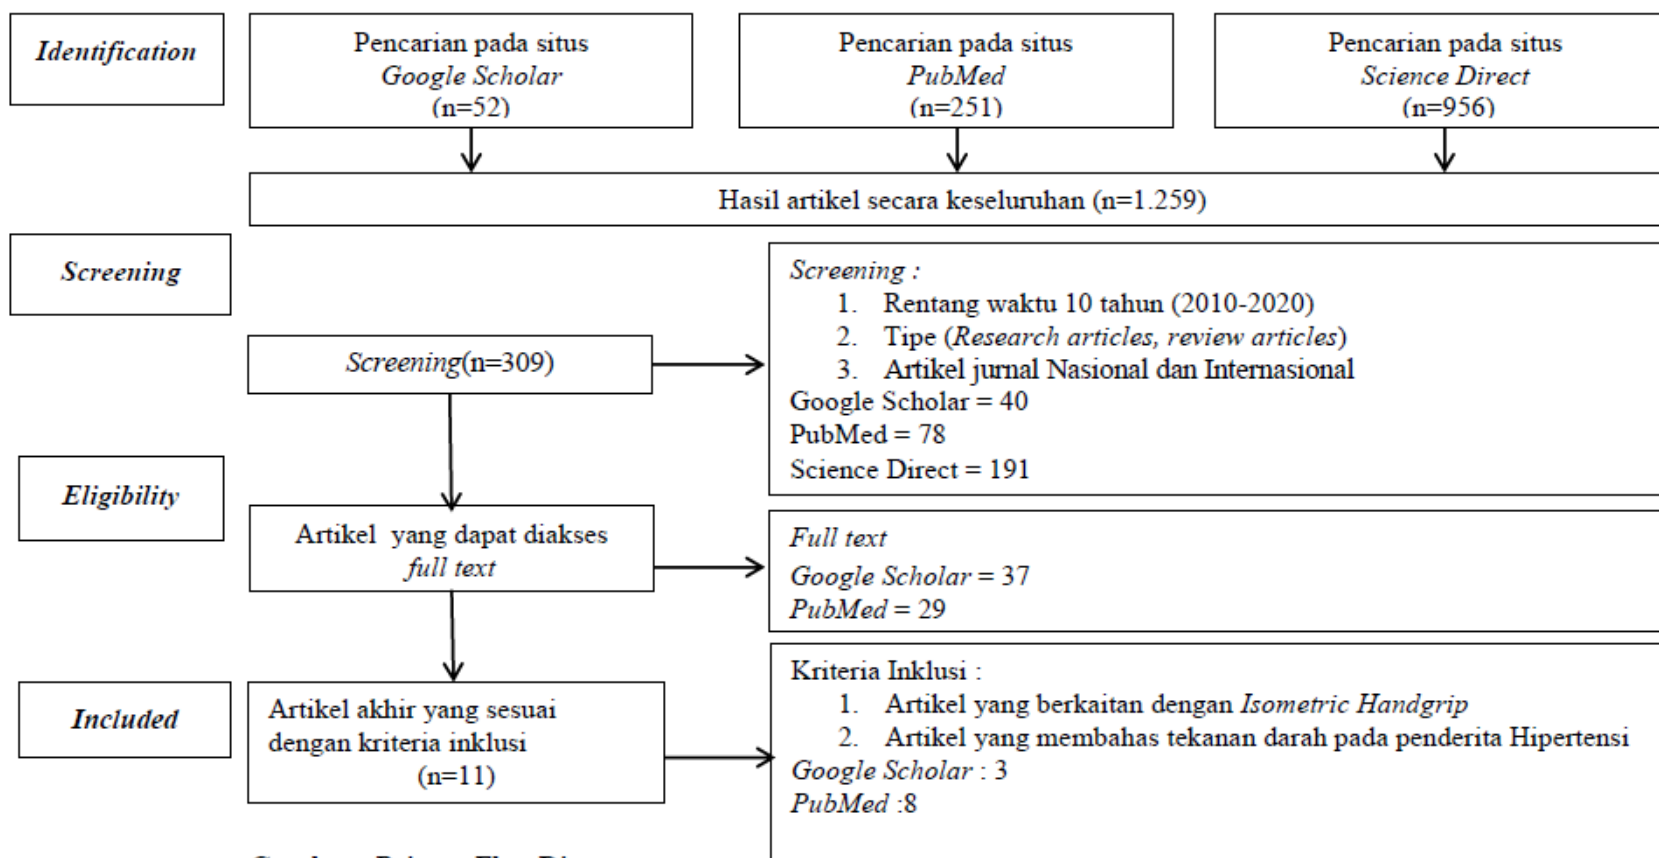 Identification
Pencarian pada situs
Google Scholar
(n=52)
Pencarian pada situs
PubMed
(n=251)
Pencarian pada situs
Science Direct
(n=956)
Hasil artikel secara keseluruhan (n=1.259)
Screening
Screening(n=309)
Screening :
1. Rentang waktu 10 tahun (2010-2020)
2. Tipe (Research articles, review articles)
3. Artikel jurnal Nasional dan Internasional
Google Scholar = 40
PubMed = 78
Science Direct = 191
Eligibility
Artikel yang dapat diakses
full text
Full text
Google Scholar = 37
PubMed = 29
Included
Artikel akhir yang sesuai
dengan kriteria inklusi
(n=11)
Kriteria Inklusi :
1. Artikel yang berkaitan dengan Isometric Handgrip
2. Artikel yang membahas tekanan darah pada penderita Hipertensi
Google Scholar : 3
PubMed :8